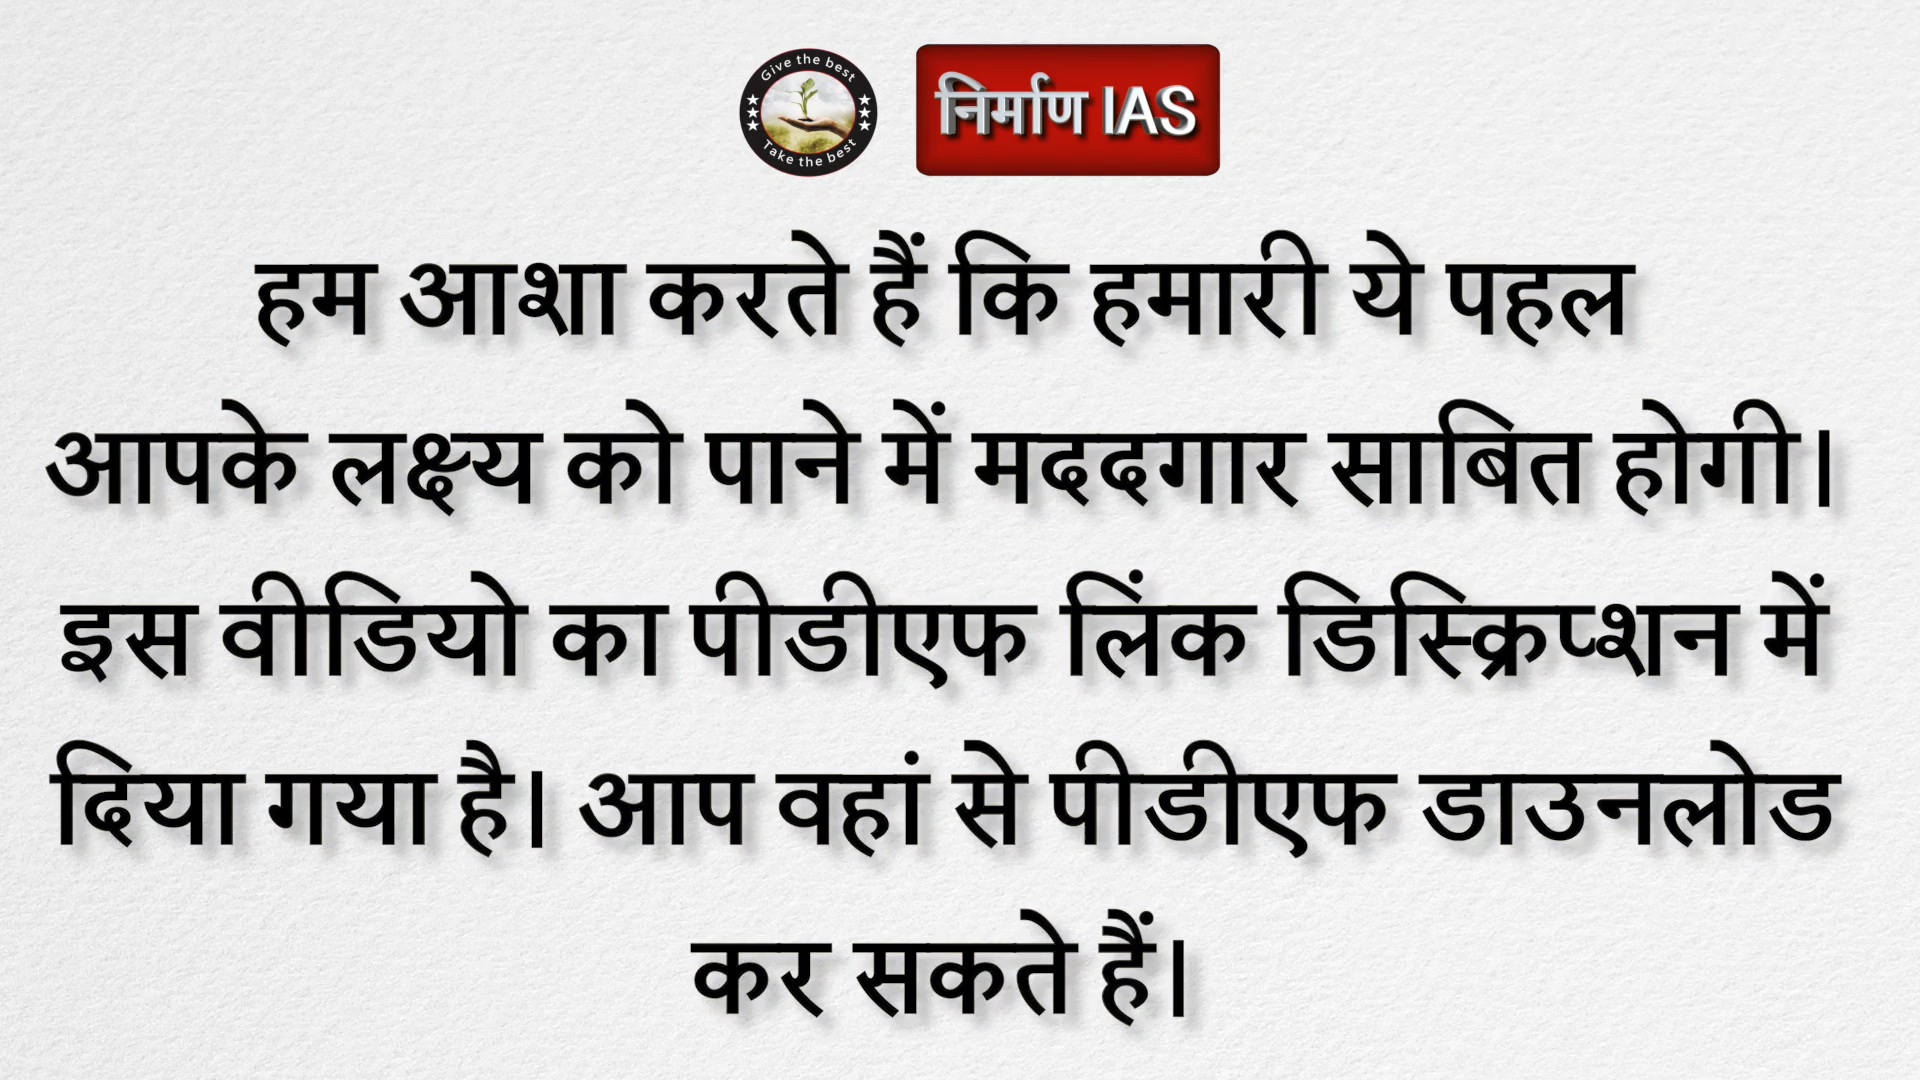 Give the best
Take the best
निर्माण IAS
हम आशा करते हैं कि हमारी ये पहल
आपके लक्ष्य को पाने में मददगार साबित होगी।
इस वीडियो का पीडीएफ लिंक डिस्क्रिप्शन में
दिया गया है। आप वहां से पीडीएफ डाउनलोड
कर सकते हैं।